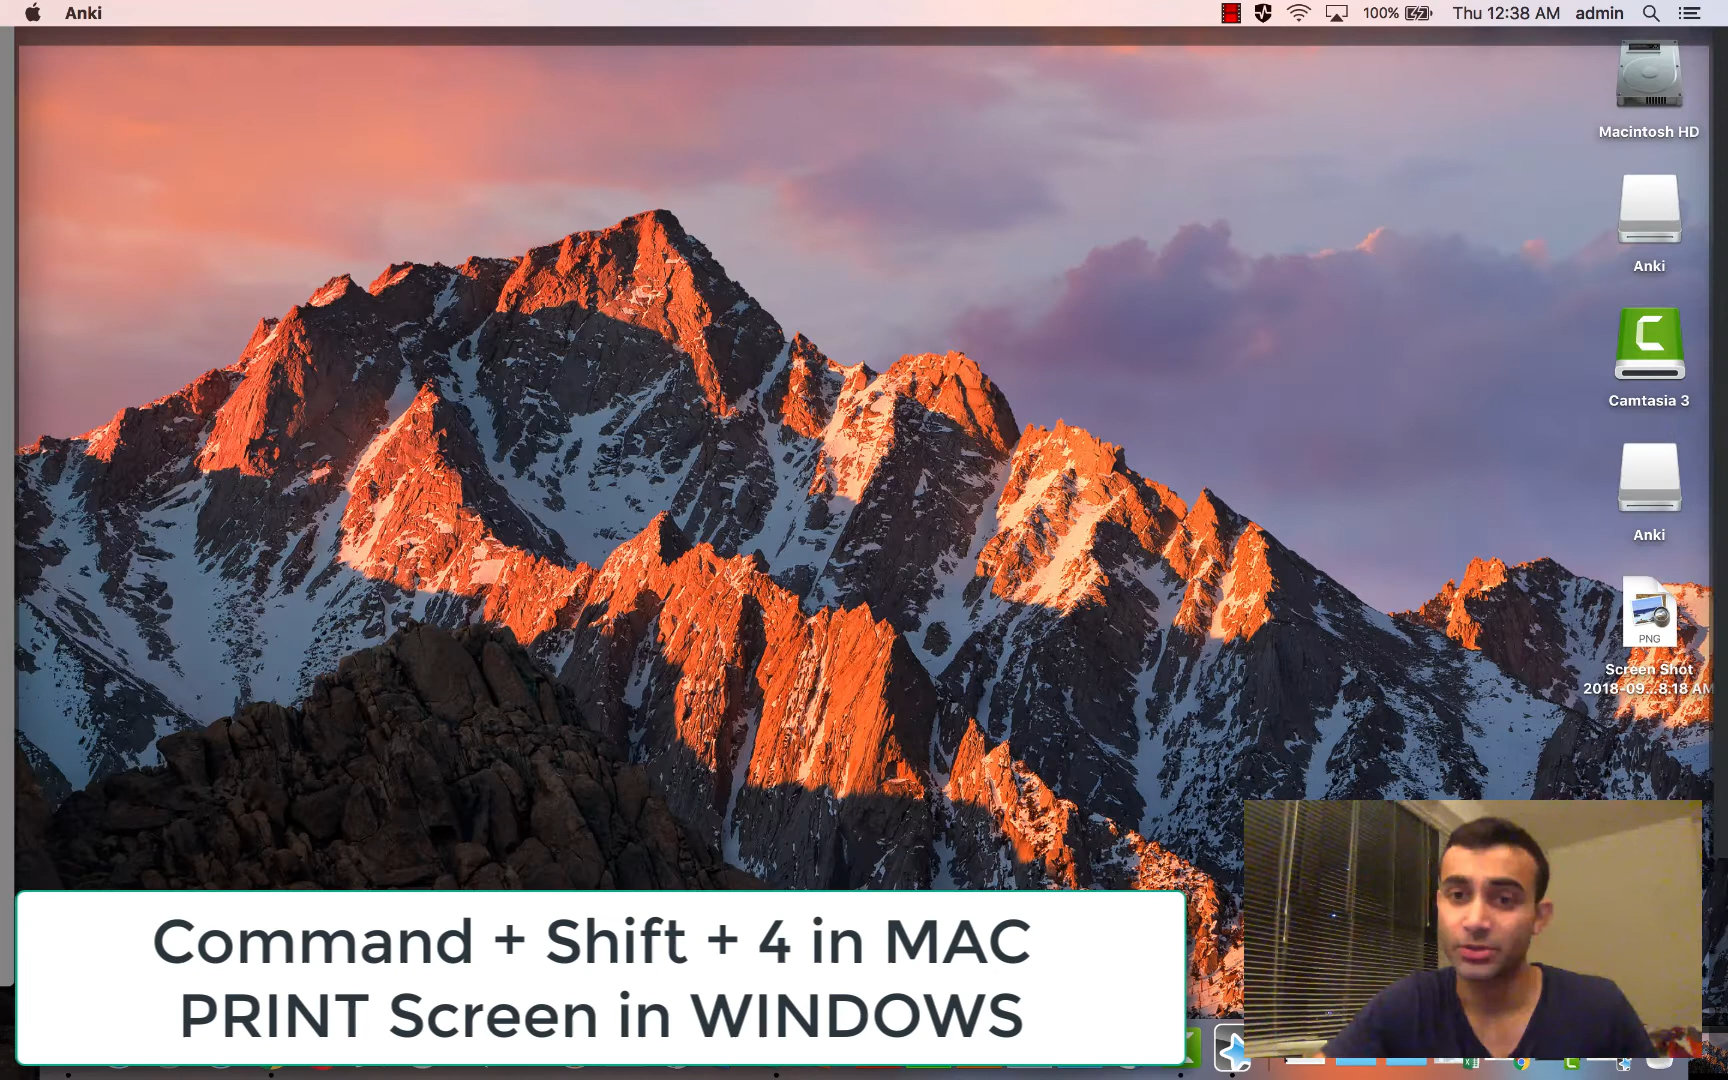 Anki
100%
Thu 12:38 AM
admin
Macintosh HD
Anki
C
Camtasia 3
Anki
PNG
Screen Shot
2018-09...8.18 AM
Command + Shift + 4 in MAC
PRINT Screen in WINDOWS